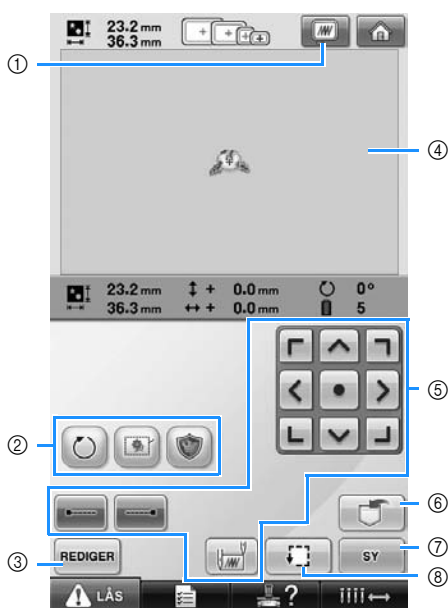 23.2 mm
36.3 mm
①
④
23.2 mm ↕ + 0.0 mm 0°
36.3 mm ↔ + 0.0 mm 5
⑤
②
⑥
③ REDIGER SY ⑦
⑧
LÅS ?